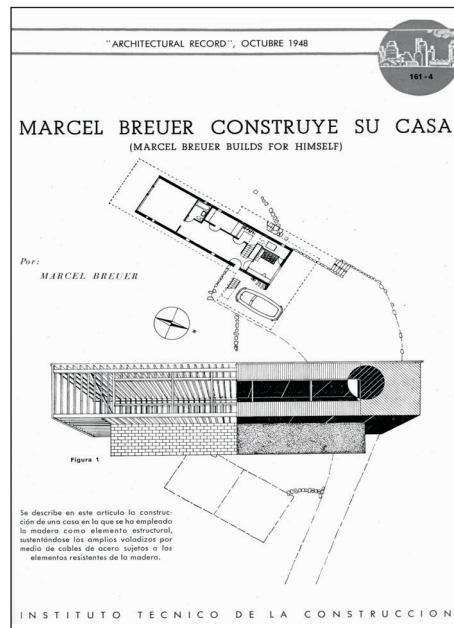 "ARCHITECTURAL RECORD", OCTUBRE 1948
161-4
MARCEL BREUER CONSTRUYE SU CASA
(MARCEL BREUER BUILDS FOR HIMSELF)
Por:
MARCEL BREUER
N
Figura 1
Se describe en este artículo la construc-
ción de una casa en la que se ha empleado
la madera como elemento estructural,
sustentándose los amplios voladizos por
medio de cables de acero sujetos a los
elementos resistentes de la madera.
INSTITUTO TECNICO DE LA CONSTRUCCION